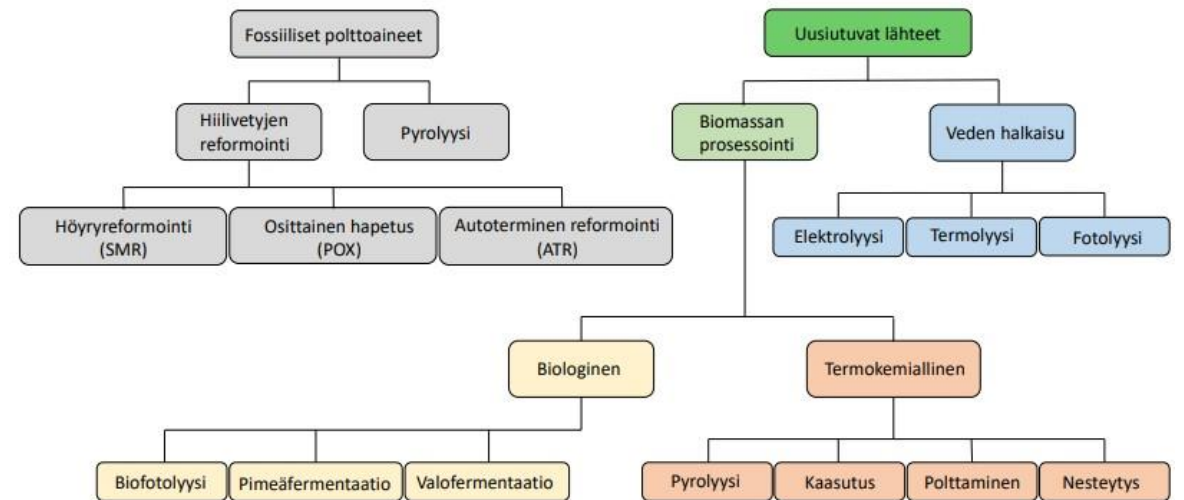 Fossiiliset polttoaineet
Uusiutuvat lähteet
Hiilivetyjen
reformointi
Pyrolyysi
Biomassan
prosessointi
Veden halkaisu
Höyryreformointi
(SMR)
Osittainen hapetus
(POX)
Autoterminen reformointi
(ATR)
Elektrolyysi
Termolyysi
Fotolyysi
Biologinen
Termokemiallinen
Biofotolyysi
Pimeäfermentaatio
Valofermentaatio
Pyrolyysi
Kaasutus
Polttaminen
Nesteytys